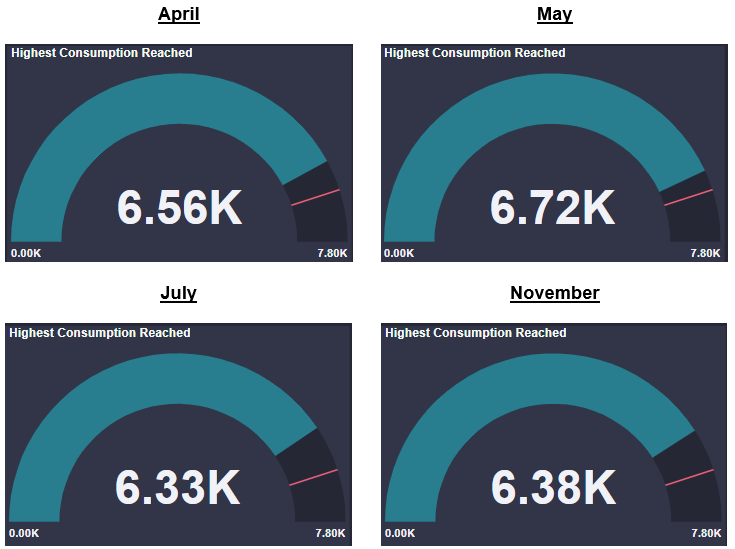 April
Highest Consumption Reached
6.56K
0.00K
7.80K
May
Highest Consumption Reached
6.72K
0.00K
7.80K
July
Highest Consumption Reached
6.33K
0.00K
7.80K
November
Highest Consumption Reached
6.38K
0.00K
7.80K